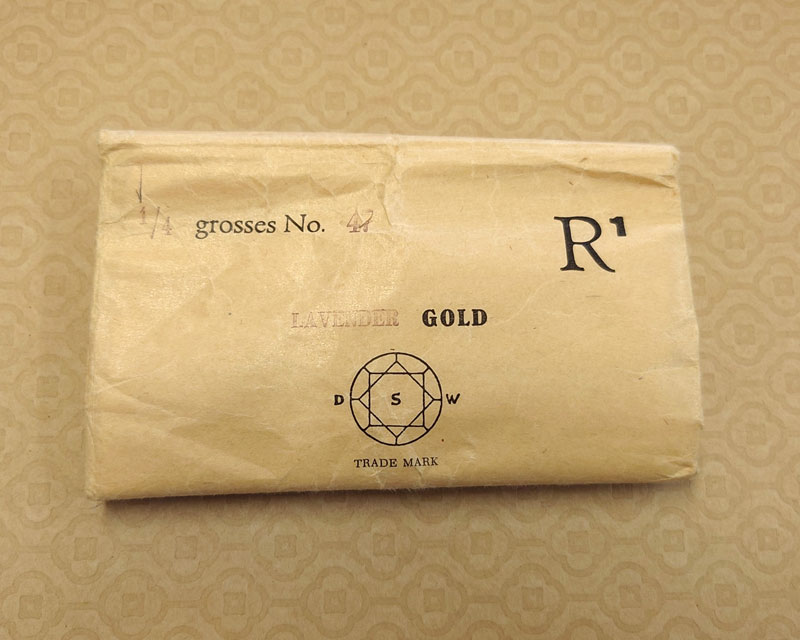 1/4 grosses No. 47
R¹
LAVENDER GOLD
D S W
TRADE MARK